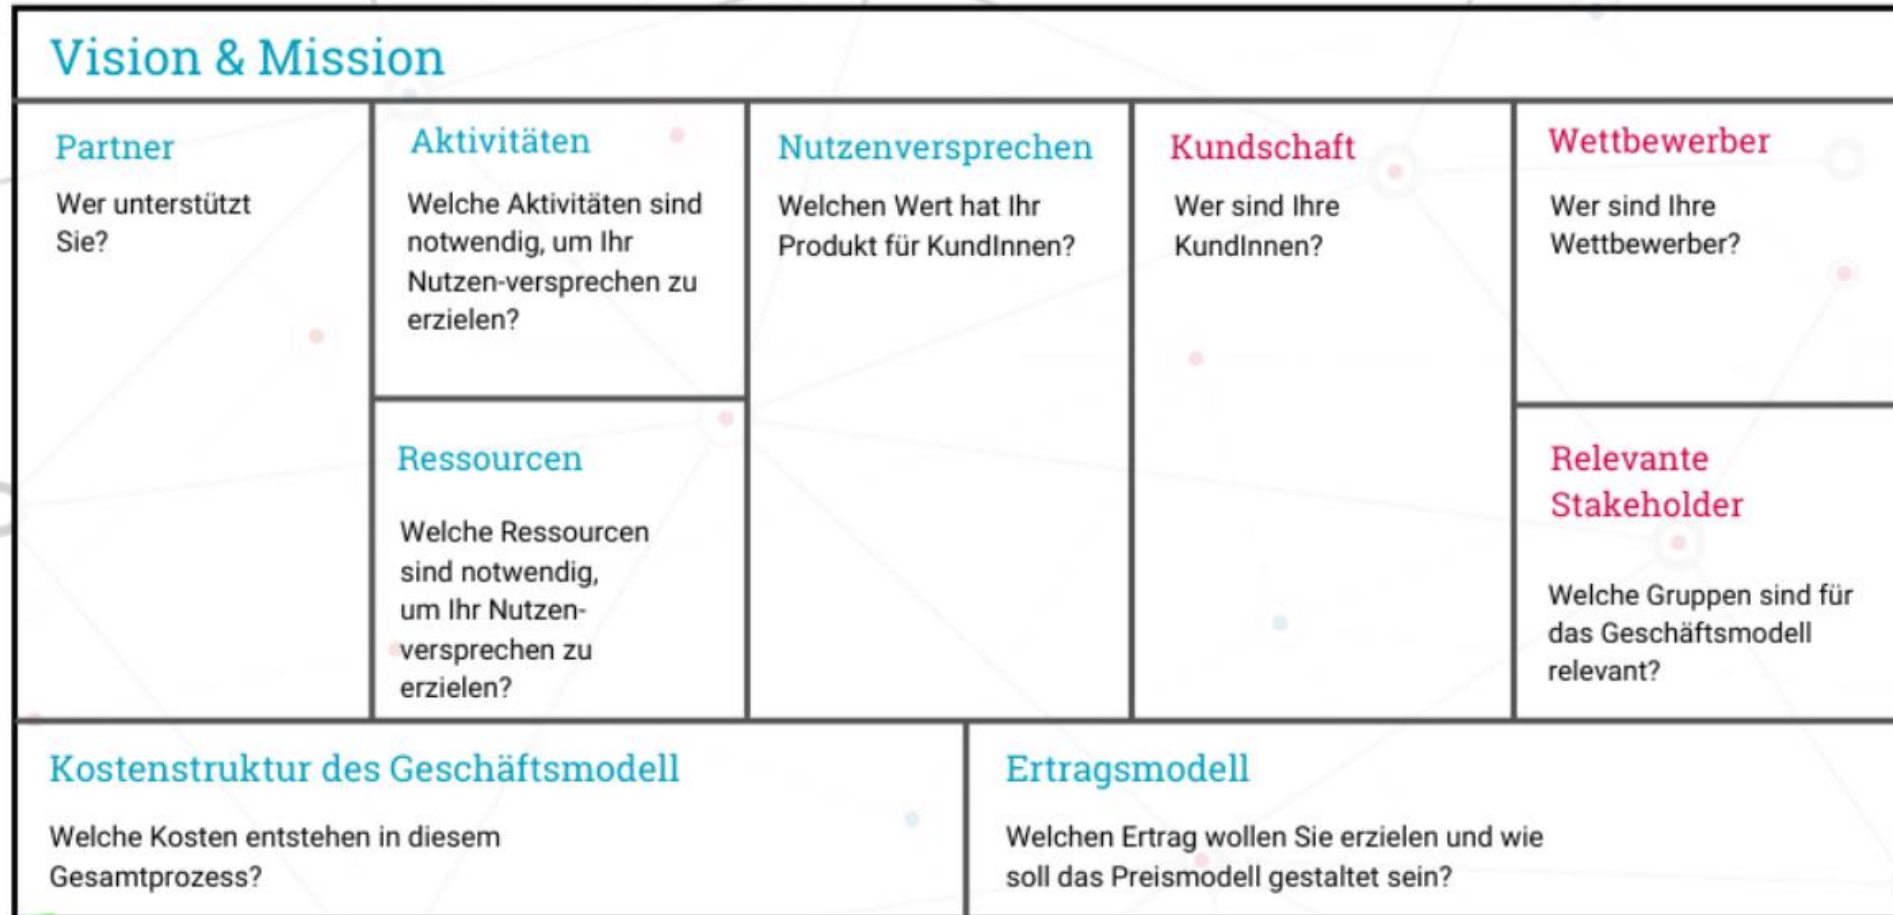 Vision & Mission
Partner
Wer unterstützt
Sie?
Aktivitäten
Welche Aktivitäten sind
notwendig, um Ihr
Nutzen-versprechen zu
erzielen?
Ressourcen
Welche Ressourcen
sind notwendig,
um Ihr Nutzen-
versprechen zu
erzielen?
Nutzenversprechen
Welchen Wert hat Ihr
Produkt für KundInnen?
Kundschaft
Wer sind Ihre
KundInnen?
Wettbewerber
Wer sind Ihre
Wettbewerber?
Relevante
Stakeholder
Welche Gruppen sind für
das Geschäftsmodell
relevant?
Kostenstruktur des Geschäftsmodell
Welche Kosten entstehen in diesem
Gesamtprozess?
Ertragsmodell
Welchen Ertrag wollen Sie erzielen und wie
soll das Preismodell gestaltet sein?